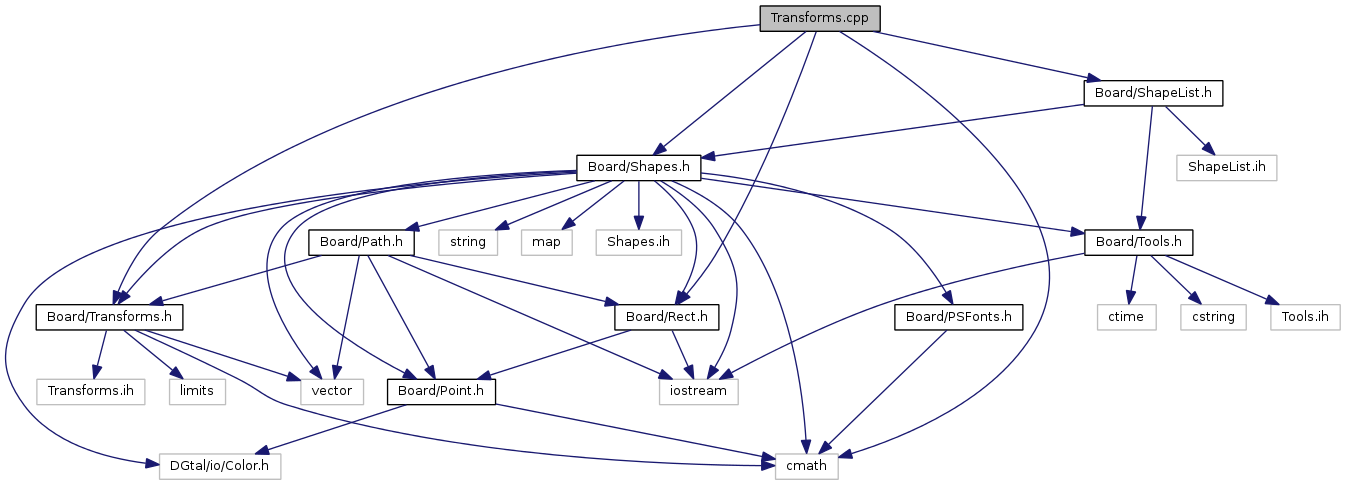 Transforms.cpp
Board/ShapeList.h
Board/Shapes.h
ShapeList.ih
Board/Path.h
string
map
Shapes.ih
Board/Tools.h
Board/Transforms.h
Board/Rect.h
Board/PSFonts.h
ctime
cstring
Tools.ih
Transforms.ih
limits
vector
Board/Point.h
iostream
DGtal/io/Color.h
cmath